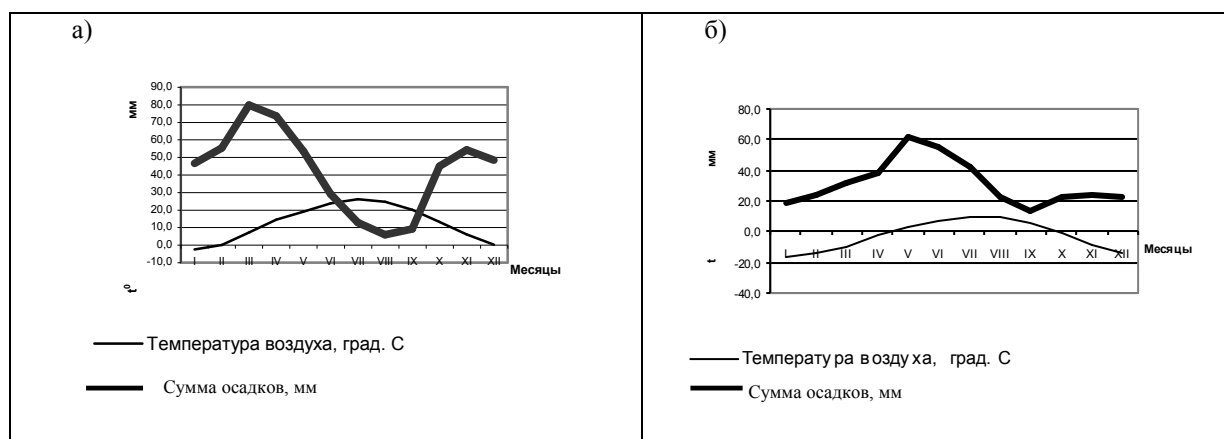 а)
90,0
80,0
70,0
60,0
50,0
40,0
30,0
20,0
10,0
0,0
-10,0
мм
t⁰
I II III IV V VI VII VIII IX X XI XII
Месяцы
Температура воздуха, град. С
Сумма осадков, мм
б)
80,0
60,0
40,0
20,0
0,0
-20,0
-40,0
мм
t
I II III IV V VI VII VIII IX X XI XII
Месяцы
Температура воздуха, град. С
Сумма осадков, мм